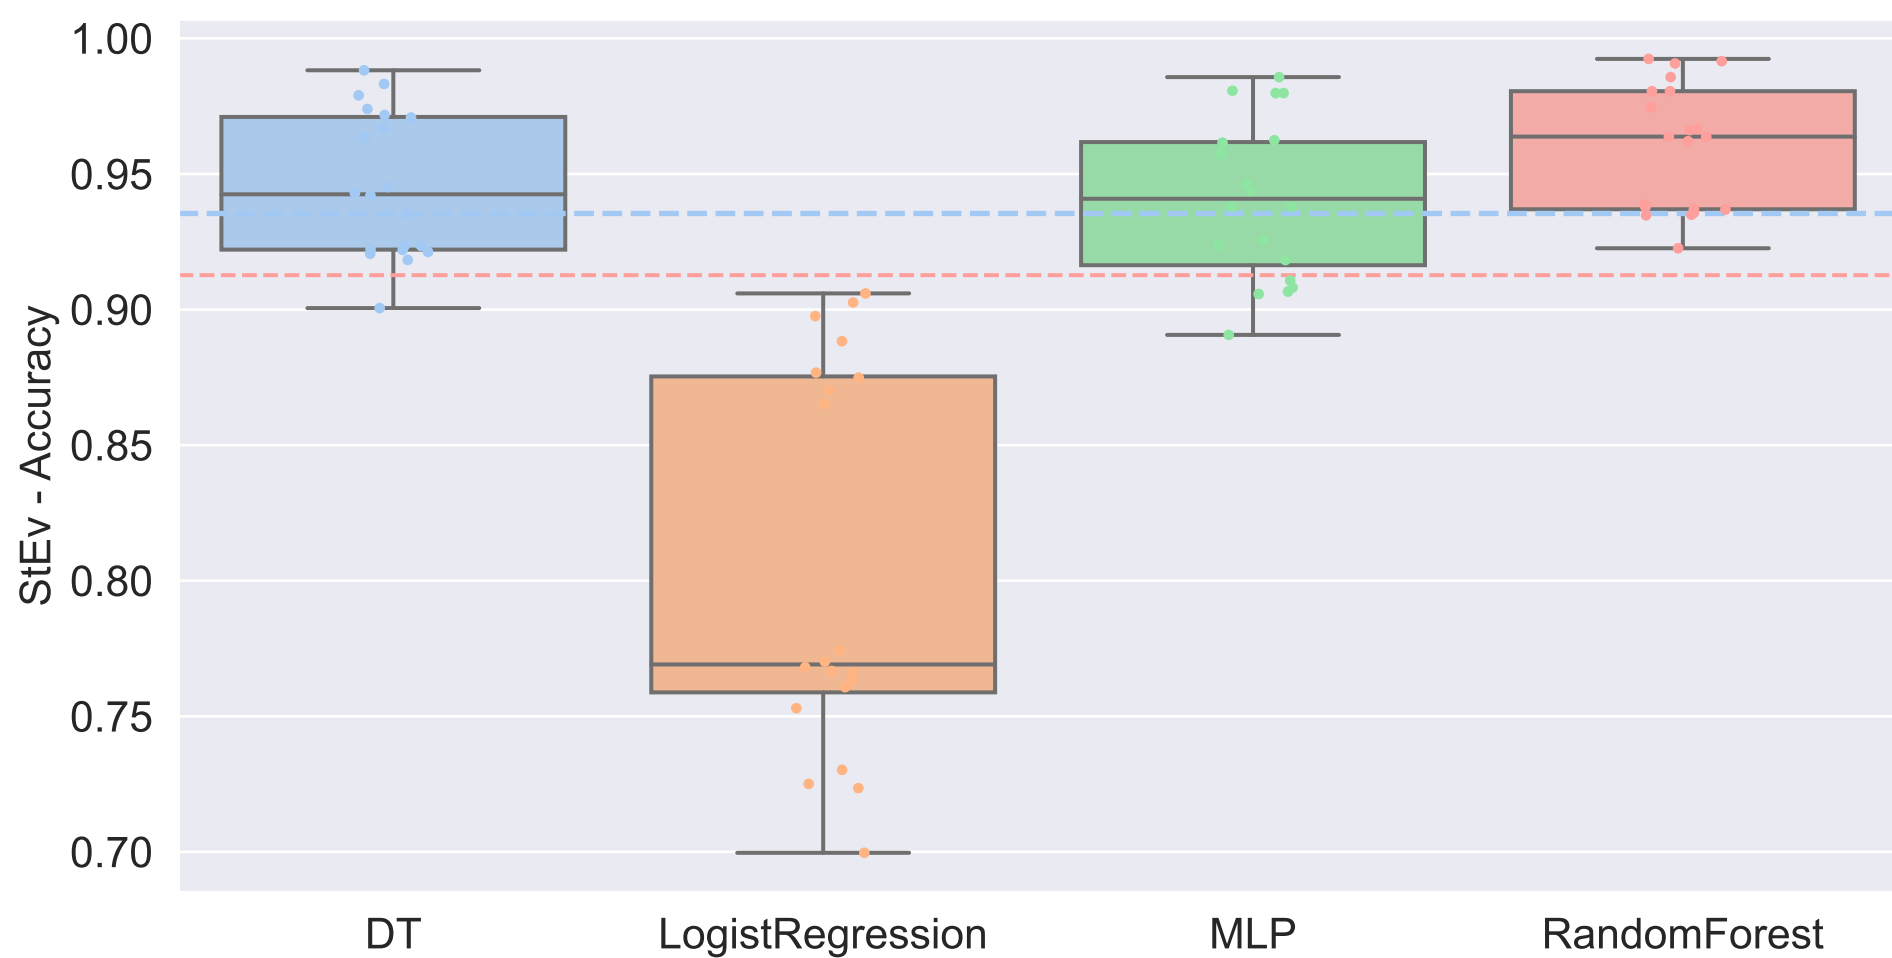 1.00
0.95
0.90
0.85
0.80
0.75
0.70
StEv - Accuracy
DT
LogistRegression
MLP
RandomForest